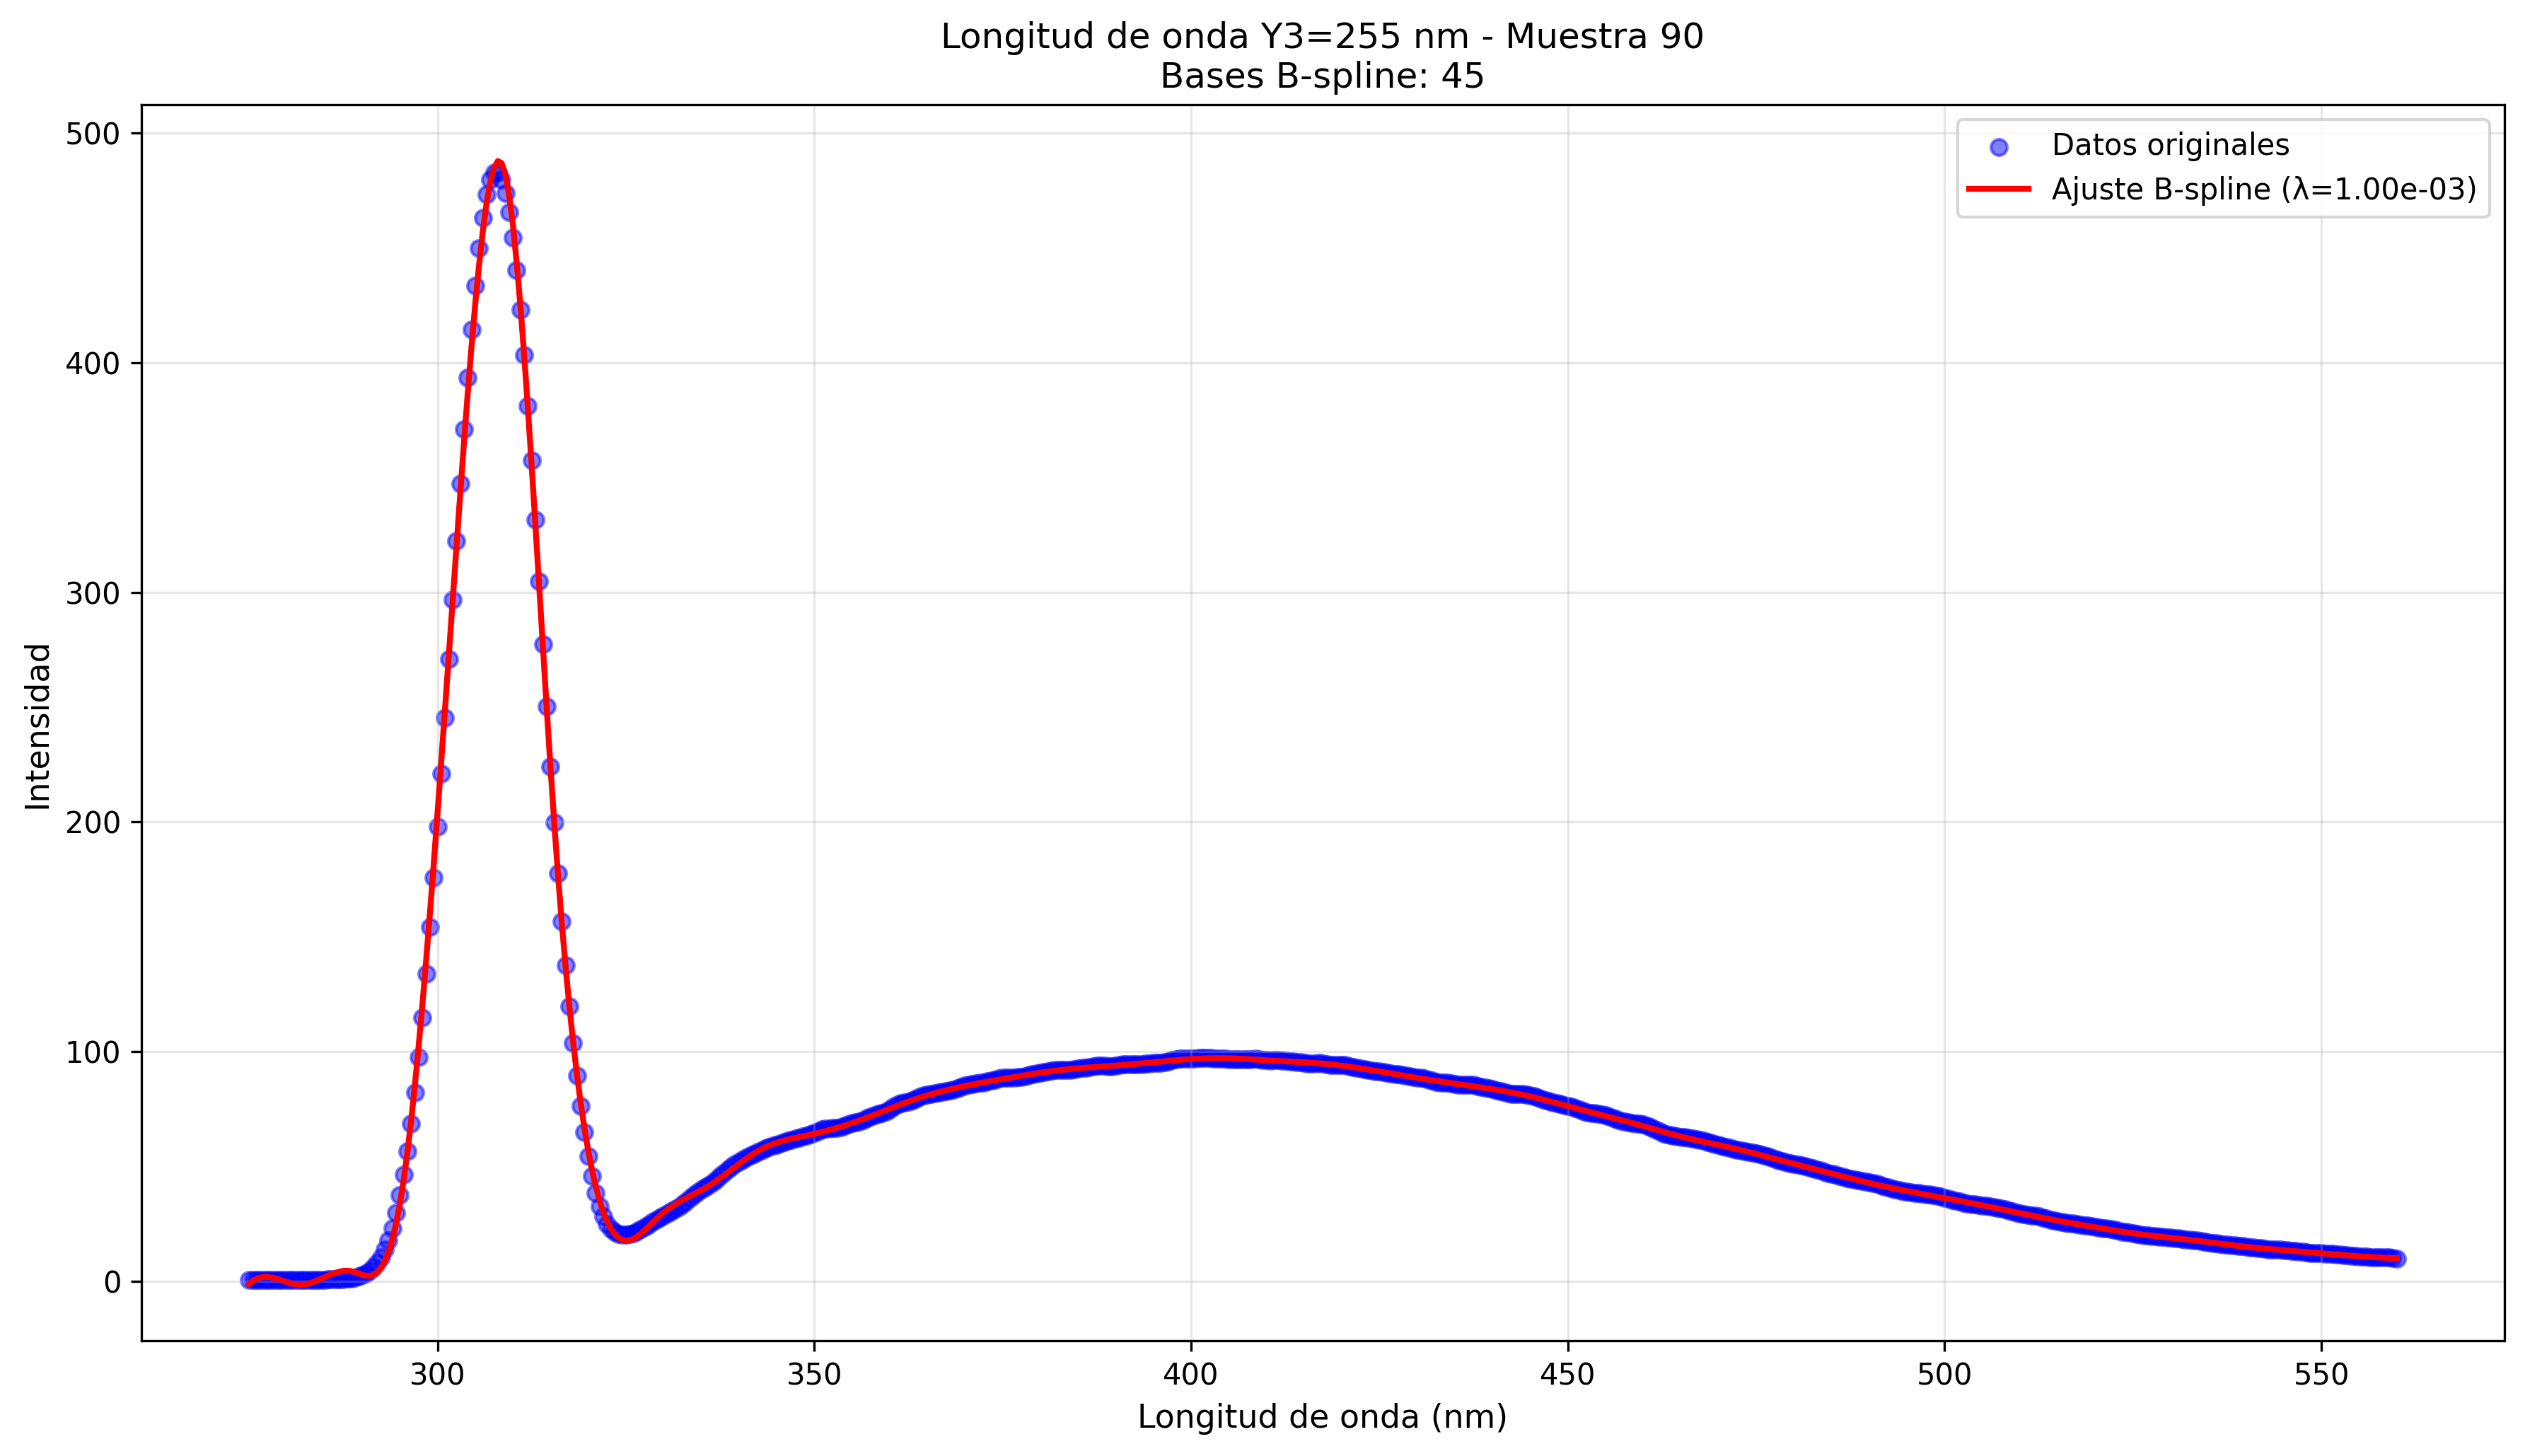 Longitud de onda Y3=255 nm - Muestra 90
Bases B-spline: 45
Datos originales
Ajuste B-spline (λ=1.00e-03)
Intensidad
500
400
300
200
100
0
300 350 400 450 500 550
Longitud de onda (nm)